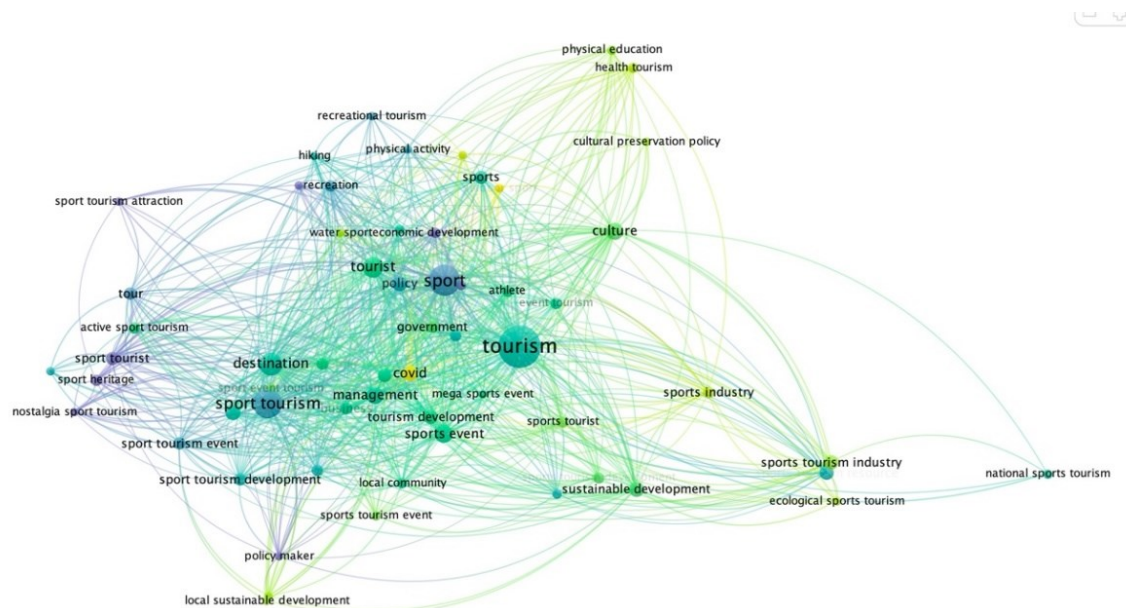 physical education
health tourism
recreational tourism
cultural preservation policy
physical activity
hiking
sports
recreation
sport tourism attraction
water sport
economic development
culture
tourist
sport
policy
athlete
tour
event tourism
active sport tourism
government
tourism
sport tourist
destination
covid
sport heritage
sport event tourism
management
mega sports event
sports industry
nostalgia sport tourism
sport tourism
tourism development
sports tourist
sports event
sport tourism event
sports tourism industry
national sports tourism
sport tourism development
local community
sustainable development
ecological sports tourism
sports tourism event
policy maker
local sustainable development